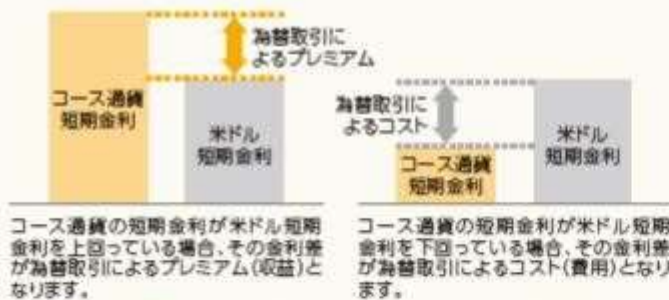 為替取引に
よるプレミアム
コース通貨
短期金利
米ドル
短期金利
コース通貨の短期金利が米ドル短期
金利を上回っている場合、その金利差
が為替取引によるプレミアム(収益)と
なります。
為替取引に
よるコスト
コース通貨
短期金利
米ドル
短期金利
コース通貨の短期金利が米ドル短期
金利を下回っている場合、その金利差
が為替取引によるコスト(費用)となり
ます。